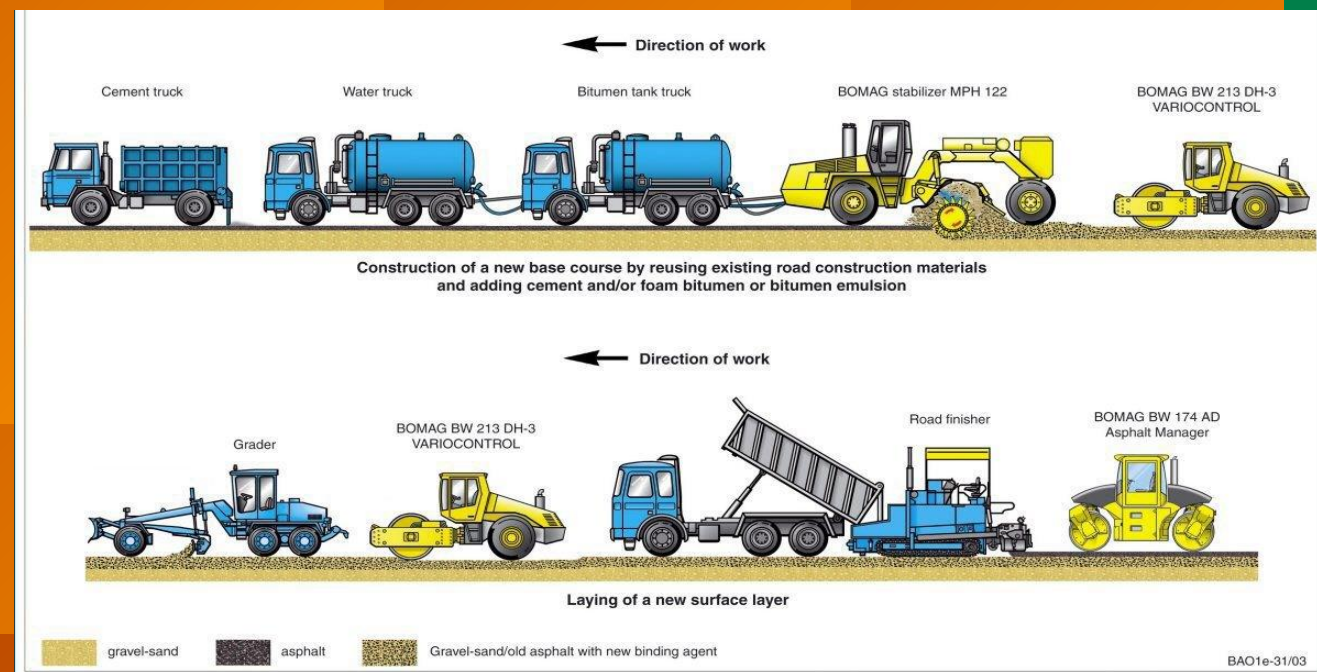 Direction of work
Cement truck
Water truck
Bitumen tank truck
BOMAG stabilizer MPH 122
BOMAG BW 213 DH-3
VARIOCONTROL
Construction of a new base course by reusing existing road construction materials
and adding cement and/or foam bitumen or bitumen emulsion
Direction of work
Grader
BOMAG BW 213 DH-3
VARIOCONTROL
Road finisher
BOMAG BW 174 AD
Asphalt Manager
Laying of a new surface layer
gravel-sand
asphalt
Gravel-sand/old asphalt with new binding agent
BAO1e-31/03